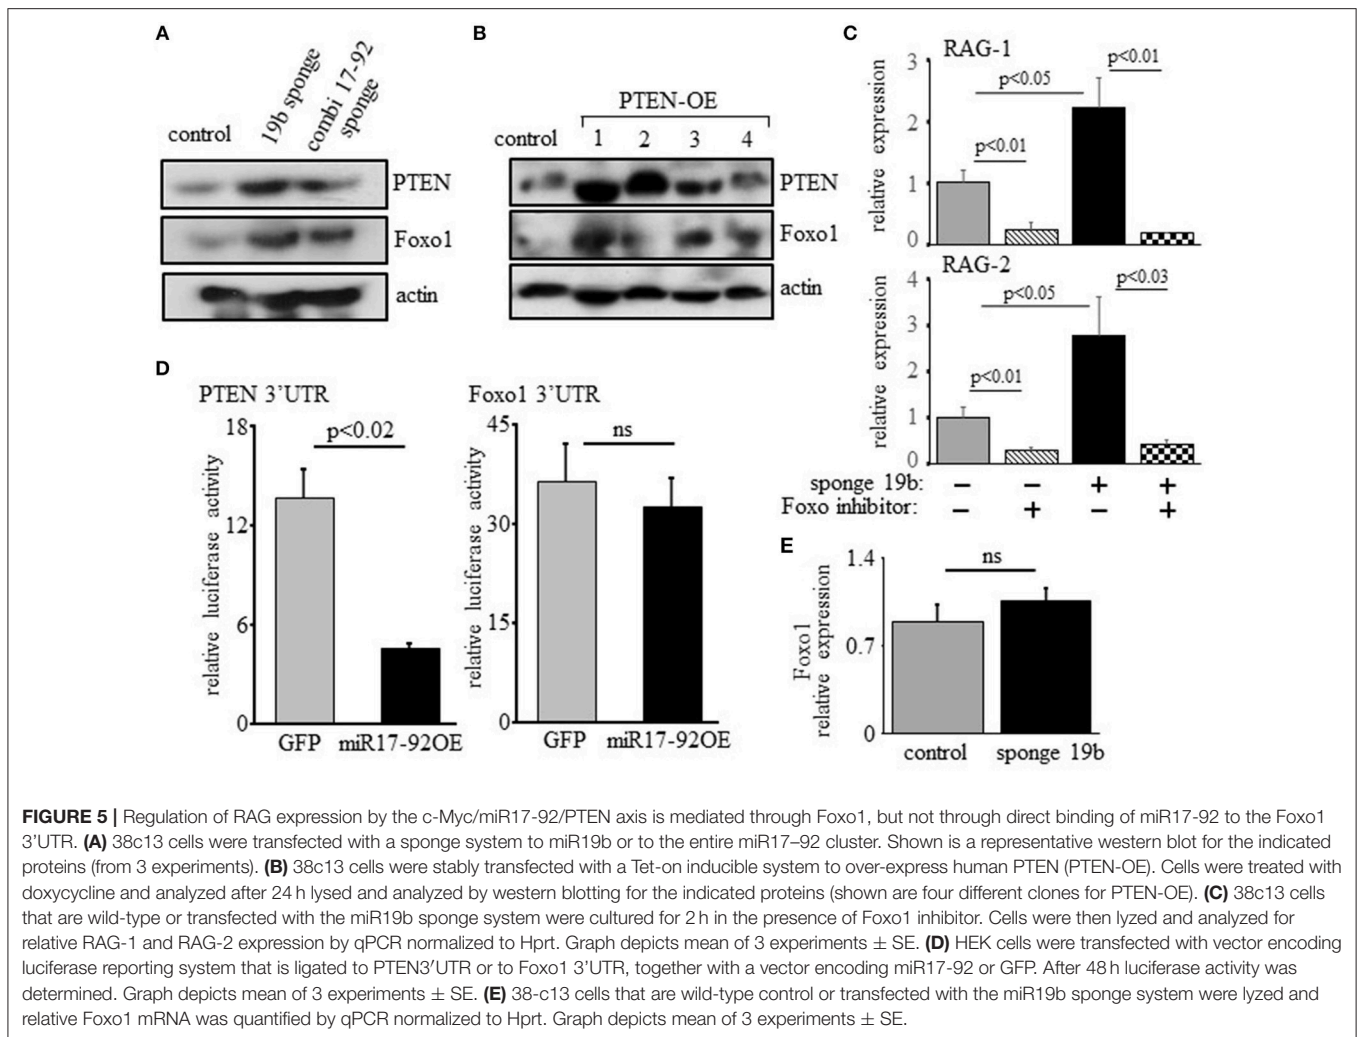 A
control
19b sponge
combi 17-92
sponge
PTEN
Foxo1
actin
B
PTEN-OE
control 1 2 3 4
PTEN
Foxo1
actin
C
RAG-1
relative expression
3
2
1
0
p<0.05
p<0.01
p<0.01
RAG-2
relative expression
4
3
2
1
0
p<0.05
p<0.03
p<0.01
sponge 19b: − − + +
Foxo inhibitor: − + − +
D
PTEN 3’UTR
relative luciferase activity
18
12
6
0
p<0.02
GFP miR17-92OE
Foxo1 3’UTR
relative luciferase activity
45
30
15
0
ns
GFP miR17-92OE
E
Foxo1
relative expression
1.4
0.7
0
ns
control sponge 19b
FIGURE 5 | Regulation of RAG expression by the c-Myc/miR17-92/PTEN axis is mediated through Foxo1, but not through direct binding of miR17-92 to the Foxo1
3’UTR. (A) 38c13 cells were transfected with a sponge system to miR19b or to the entire miR17–92 cluster. Shown is a representative western blot for the indicated
proteins (from 3 experiments). (B) 38c13 cells were stably transfected with a Tet-on inducible system to over-express human PTEN (PTEN-OE). Cells were treated with
doxycycline and analyzed after 24 h lysed and analyzed by western blotting for the indicated proteins (shown are four different clones for PTEN-OE). (C) 38c13 cells
that are wild-type or transfected with the miR19b sponge system were cultured for 2 h in the presence of Foxo1 inhibitor. Cells were then lyzed and analyzed for
relative RAG-1 and RAG-2 expression by qPCR normalized to Hprt. Graph depicts mean of 3 experiments ± SE. (D) HEK cells were transfected with vector encoding
luciferase reporting system that is ligated to PTEN3′UTR or to Foxo1 3’UTR, together with a vector encoding miR17-92 or GFP. After 48 h luciferase activity was
determined. Graph depicts mean of 3 experiments ± SE. (E) 38-c13 cells that are wild-type control or transfected with the miR19b sponge system were lyzed and
relative Foxo1 mRNA was quantified by qPCR normalized to Hprt. Graph depicts mean of 3 experiments ± SE.